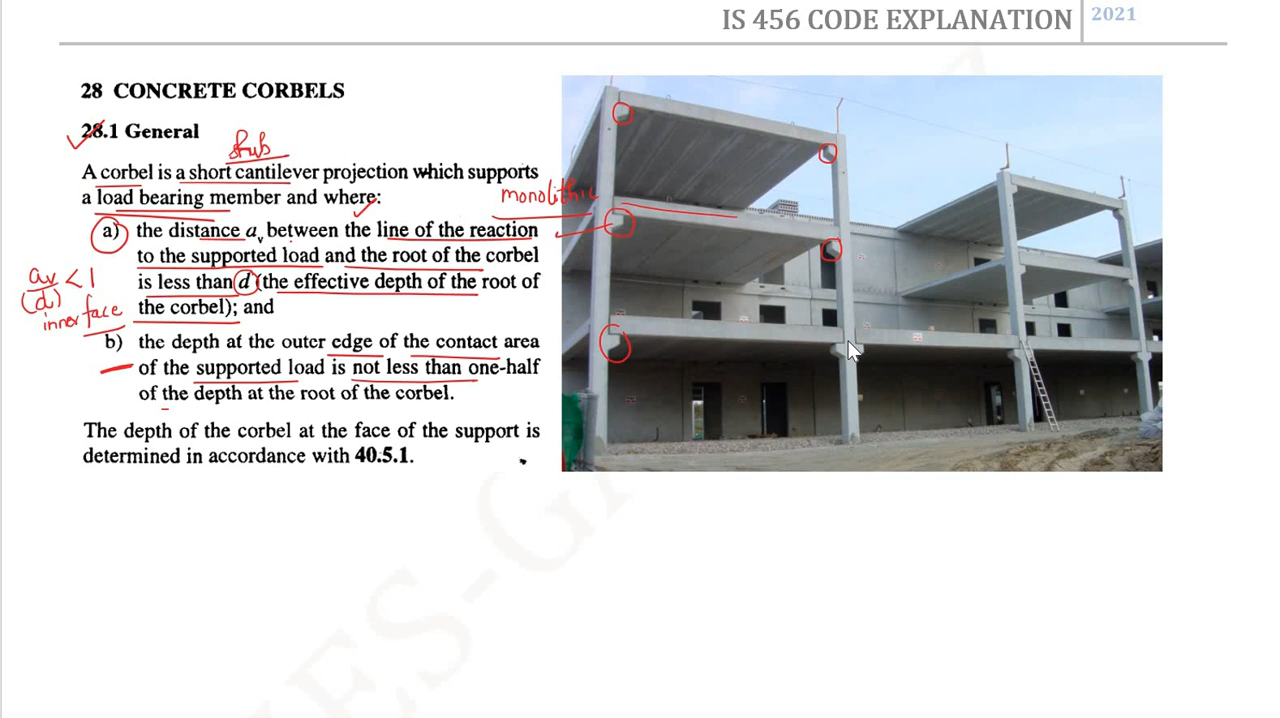 IS 456 CODE EXPLANATION 2021
28 CONCRETE CORBELS
28.1 General
stub
A corbel is a short cantilever projection which supports
a load bearing member and where:
monolithic
a) the distance av between the line of the reaction
to the supported load and the root of the corbel
is less than d (the effective depth of the root of
the corbel); and
av/(d) < 1
inner face
b) the depth at the outer edge of the contact area
of the supported load is not less than one-half
of the depth at the root of the corbel.
The depth of the corbel at the face of the support is
determined in accordance with 40.5.1.